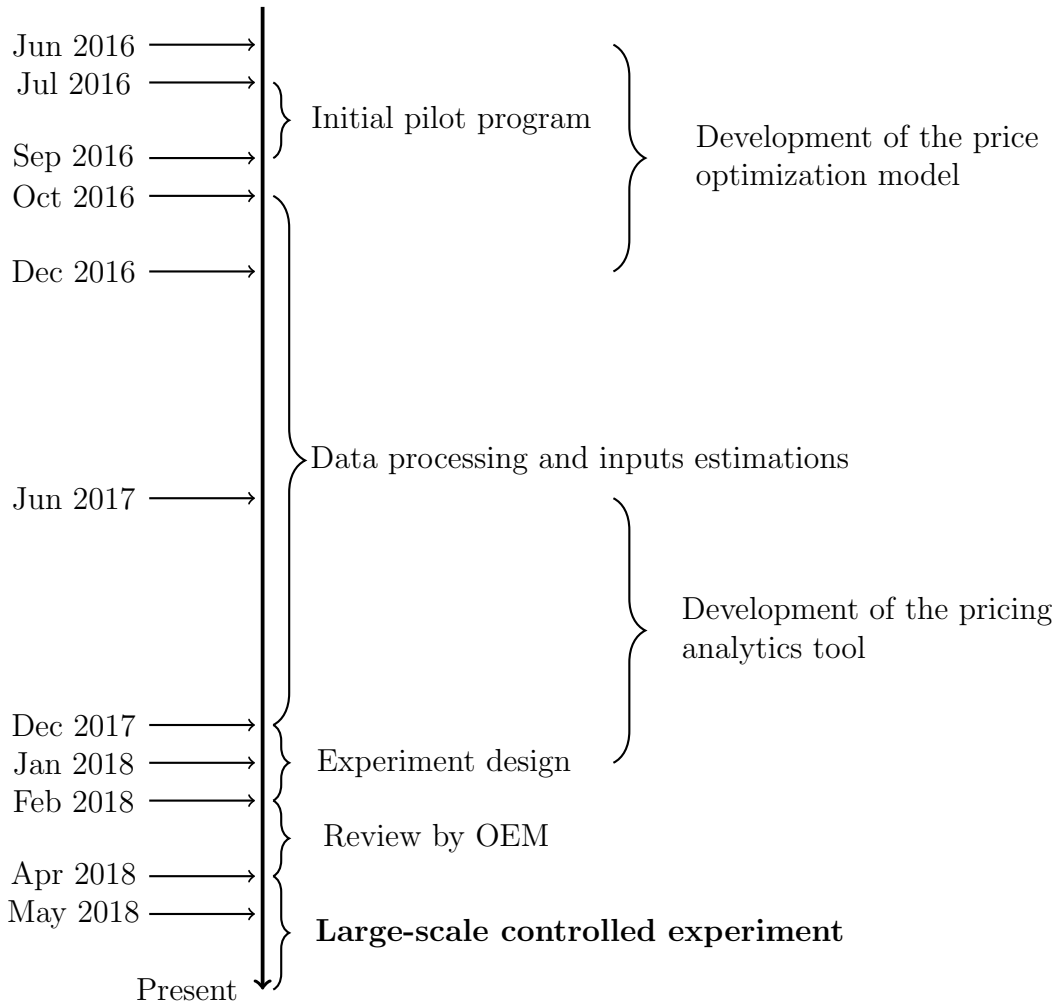 Jun 2016
Jul 2016
Initial pilot program
Development of the price
optimization model
Sep 2016
Oct 2016
Dec 2016
Data processing and inputs estimations
Jun 2017
Development of the pricing
analytics tool
Dec 2017
Jan 2018
Experiment design
Feb 2018
Review by OEM
Apr 2018
May 2018
Large-scale controlled experiment
Present